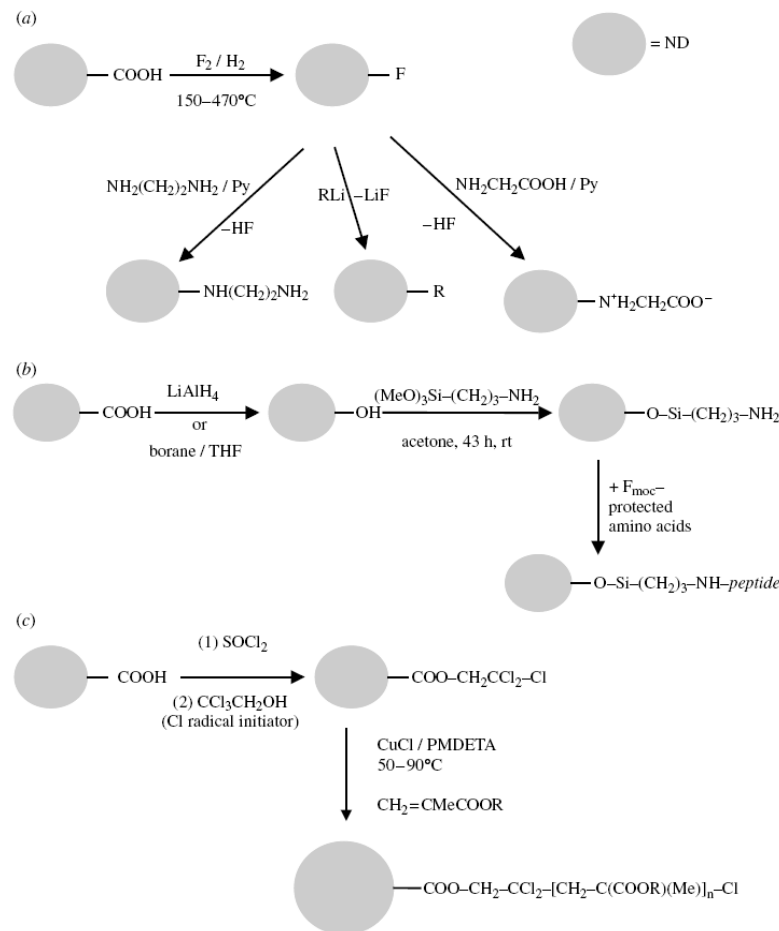 (a)
= ND
COOH
F₂ / H₂
150–470°C
F
NH₂(CH₂)₂NH₂ / Py
–HF
RLi
–LiF
NH₂CH₂COOH / Py
–HF
NH(CH₂)₂NH₂
R
N⁺H₂CH₂COO⁻
(b)
COOH
LiAlH₄
or
borane / THF
OH
(MeO)₃Si–(CH₂)₃–NH₂
acetone, 43 h, rt
O–Si–(CH₂)₃–NH₂
+ Fₘₒc–
protected
amino acids
O–Si–(CH₂)₃–NH–peptide
(c)
COOH
(1) SOCl₂
(2) CCl₃CH₂OH
(Cl radical initiator)
COO–CH₂CCl₂–Cl
CuCl / PMDETA
50–90°C
CH₂=CMeCOOR
COO–CH₂–CCl₂–[CH₂–C(COOR)(Me)]ₙ–Cl